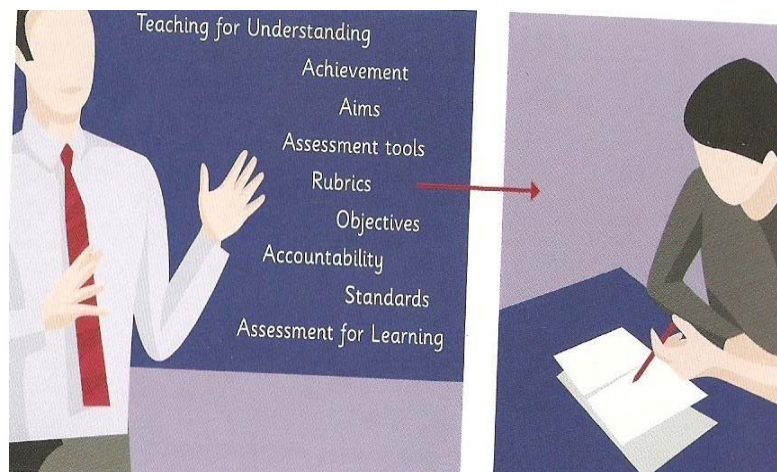 Teaching for Understanding
Achievement
Aims
Assessment tools
Rubrics
Objectives
Accountability
Standards
Assessment for Learning